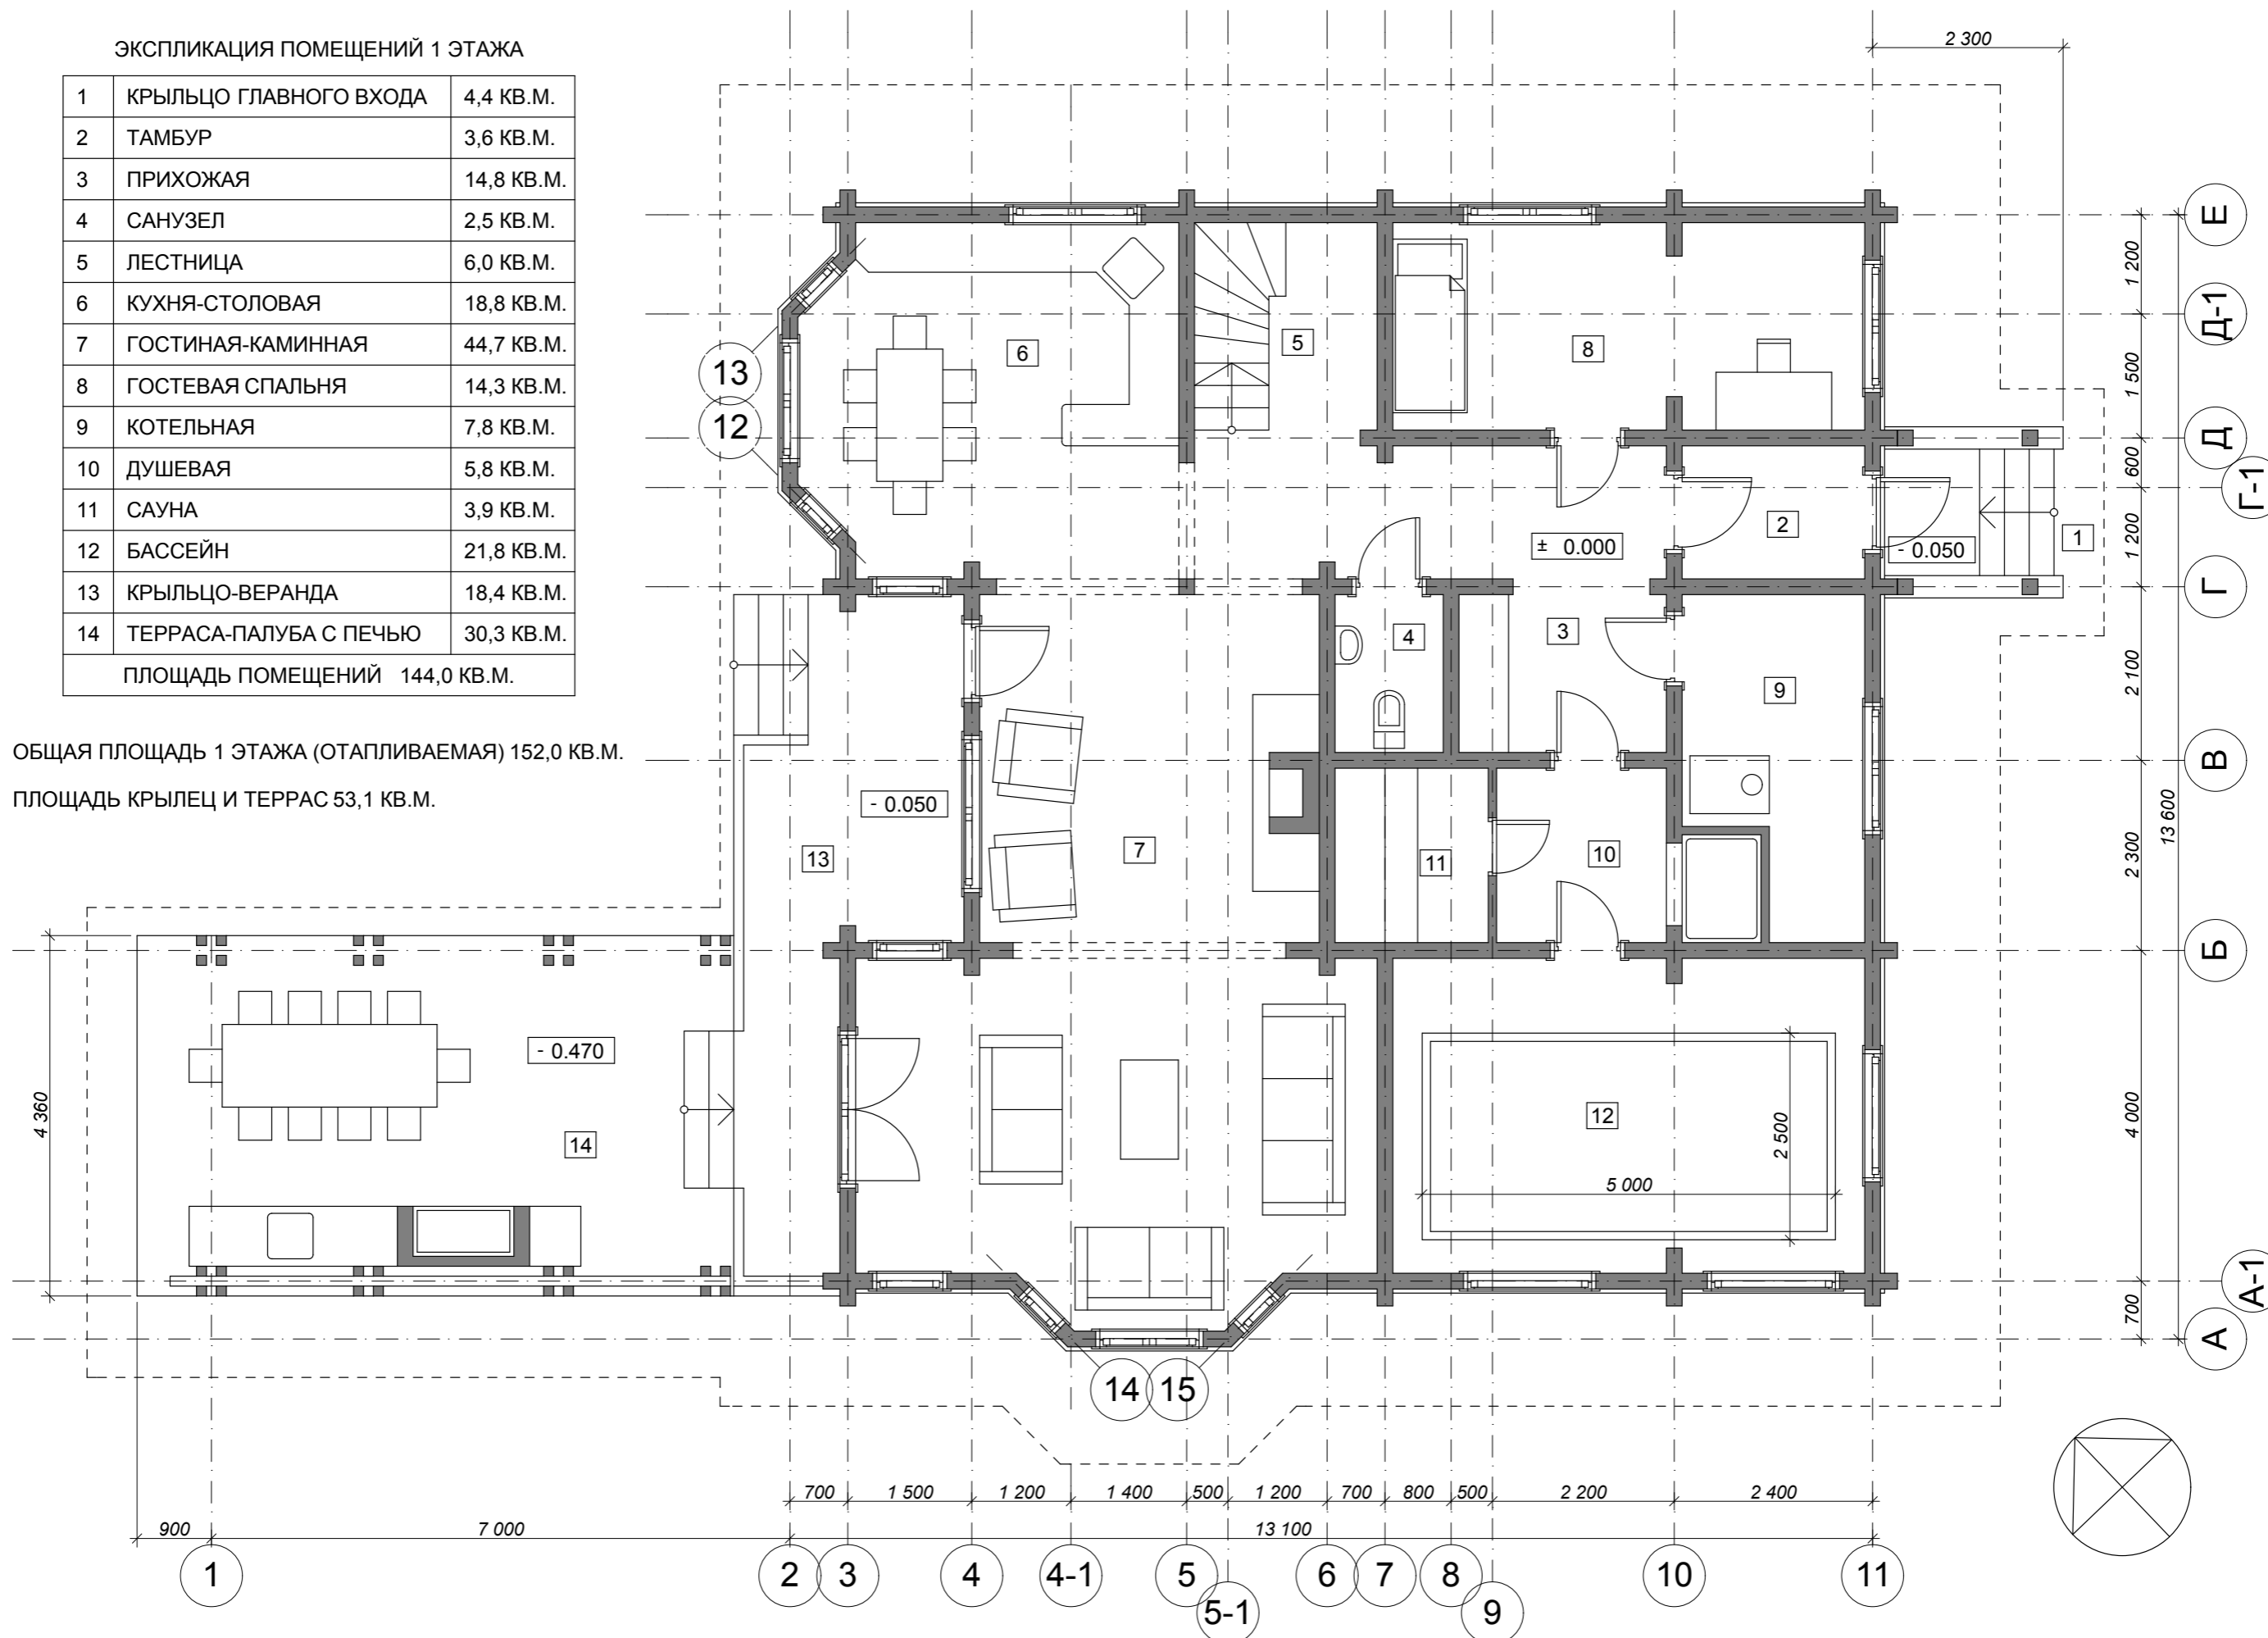 ЭКСПЛИКАЦИЯ ПОМЕЩЕНИЙ 1 ЭТАЖА
1 КРЫЛЬЦО ГЛАВНОГО ВХОДА 4,4 КВ.М.
2 ТАМБУР 3,6 КВ.М.
3 ПРИХОЖАЯ 14,8 КВ.М.
4 САНУЗЕЛ 2,5 КВ.М.
5 ЛЕСТНИЦА 6,0 КВ.М.
6 КУХНЯ-СТОЛОВАЯ 18,8 КВ.М.
7 ГОСТИНАЯ-КАМИННАЯ 44,7 КВ.М.
8 ГОСТЕВАЯ СПАЛЬНЯ 14,3 КВ.М.
9 КОТЕЛЬНАЯ 7,8 КВ.М.
10 ДУШЕВАЯ 5,8 КВ.М.
11 САУНА 3,9 КВ.М.
12 БАССЕЙН 21,8 КВ.М.
13 КРЫЛЬЦО-ВЕРАНДА 18,4 КВ.М.
14 ТЕРРАСА-ПАЛУБА С ПЕЧЬЮ 30,3 КВ.М.
ПЛОЩАДЬ ПОМЕЩЕНИЙ 144,0 КВ.М.
ОБЩАЯ ПЛОЩАДЬ 1 ЭТАЖА (ОТАПЛИВАЕМАЯ) 152,0 КВ.М.
ПЛОЩАДЬ КРЫЛЕЦ И ТЕРРАС 53,1 КВ.М.
2 300
Е
1 200
Д-1
1 500
Д
600
Г-1
1 200
Г
2 100
В
13 600
2 300
Б
4 000
А-1
700
А
13
12
6
5
8
2
1
± 0.000
- 0.050
4
3
9
- 0.050
13
7
11
10
- 0.470
14
12
2 500
5 000
4 360
14
15
700
1 500
1 200
1 400
500
1 200
700
800
500
2 200
2 400
900
7 000
13 100
1
2
3
4
4-1
5
5-1
6
7
8
9
10
11